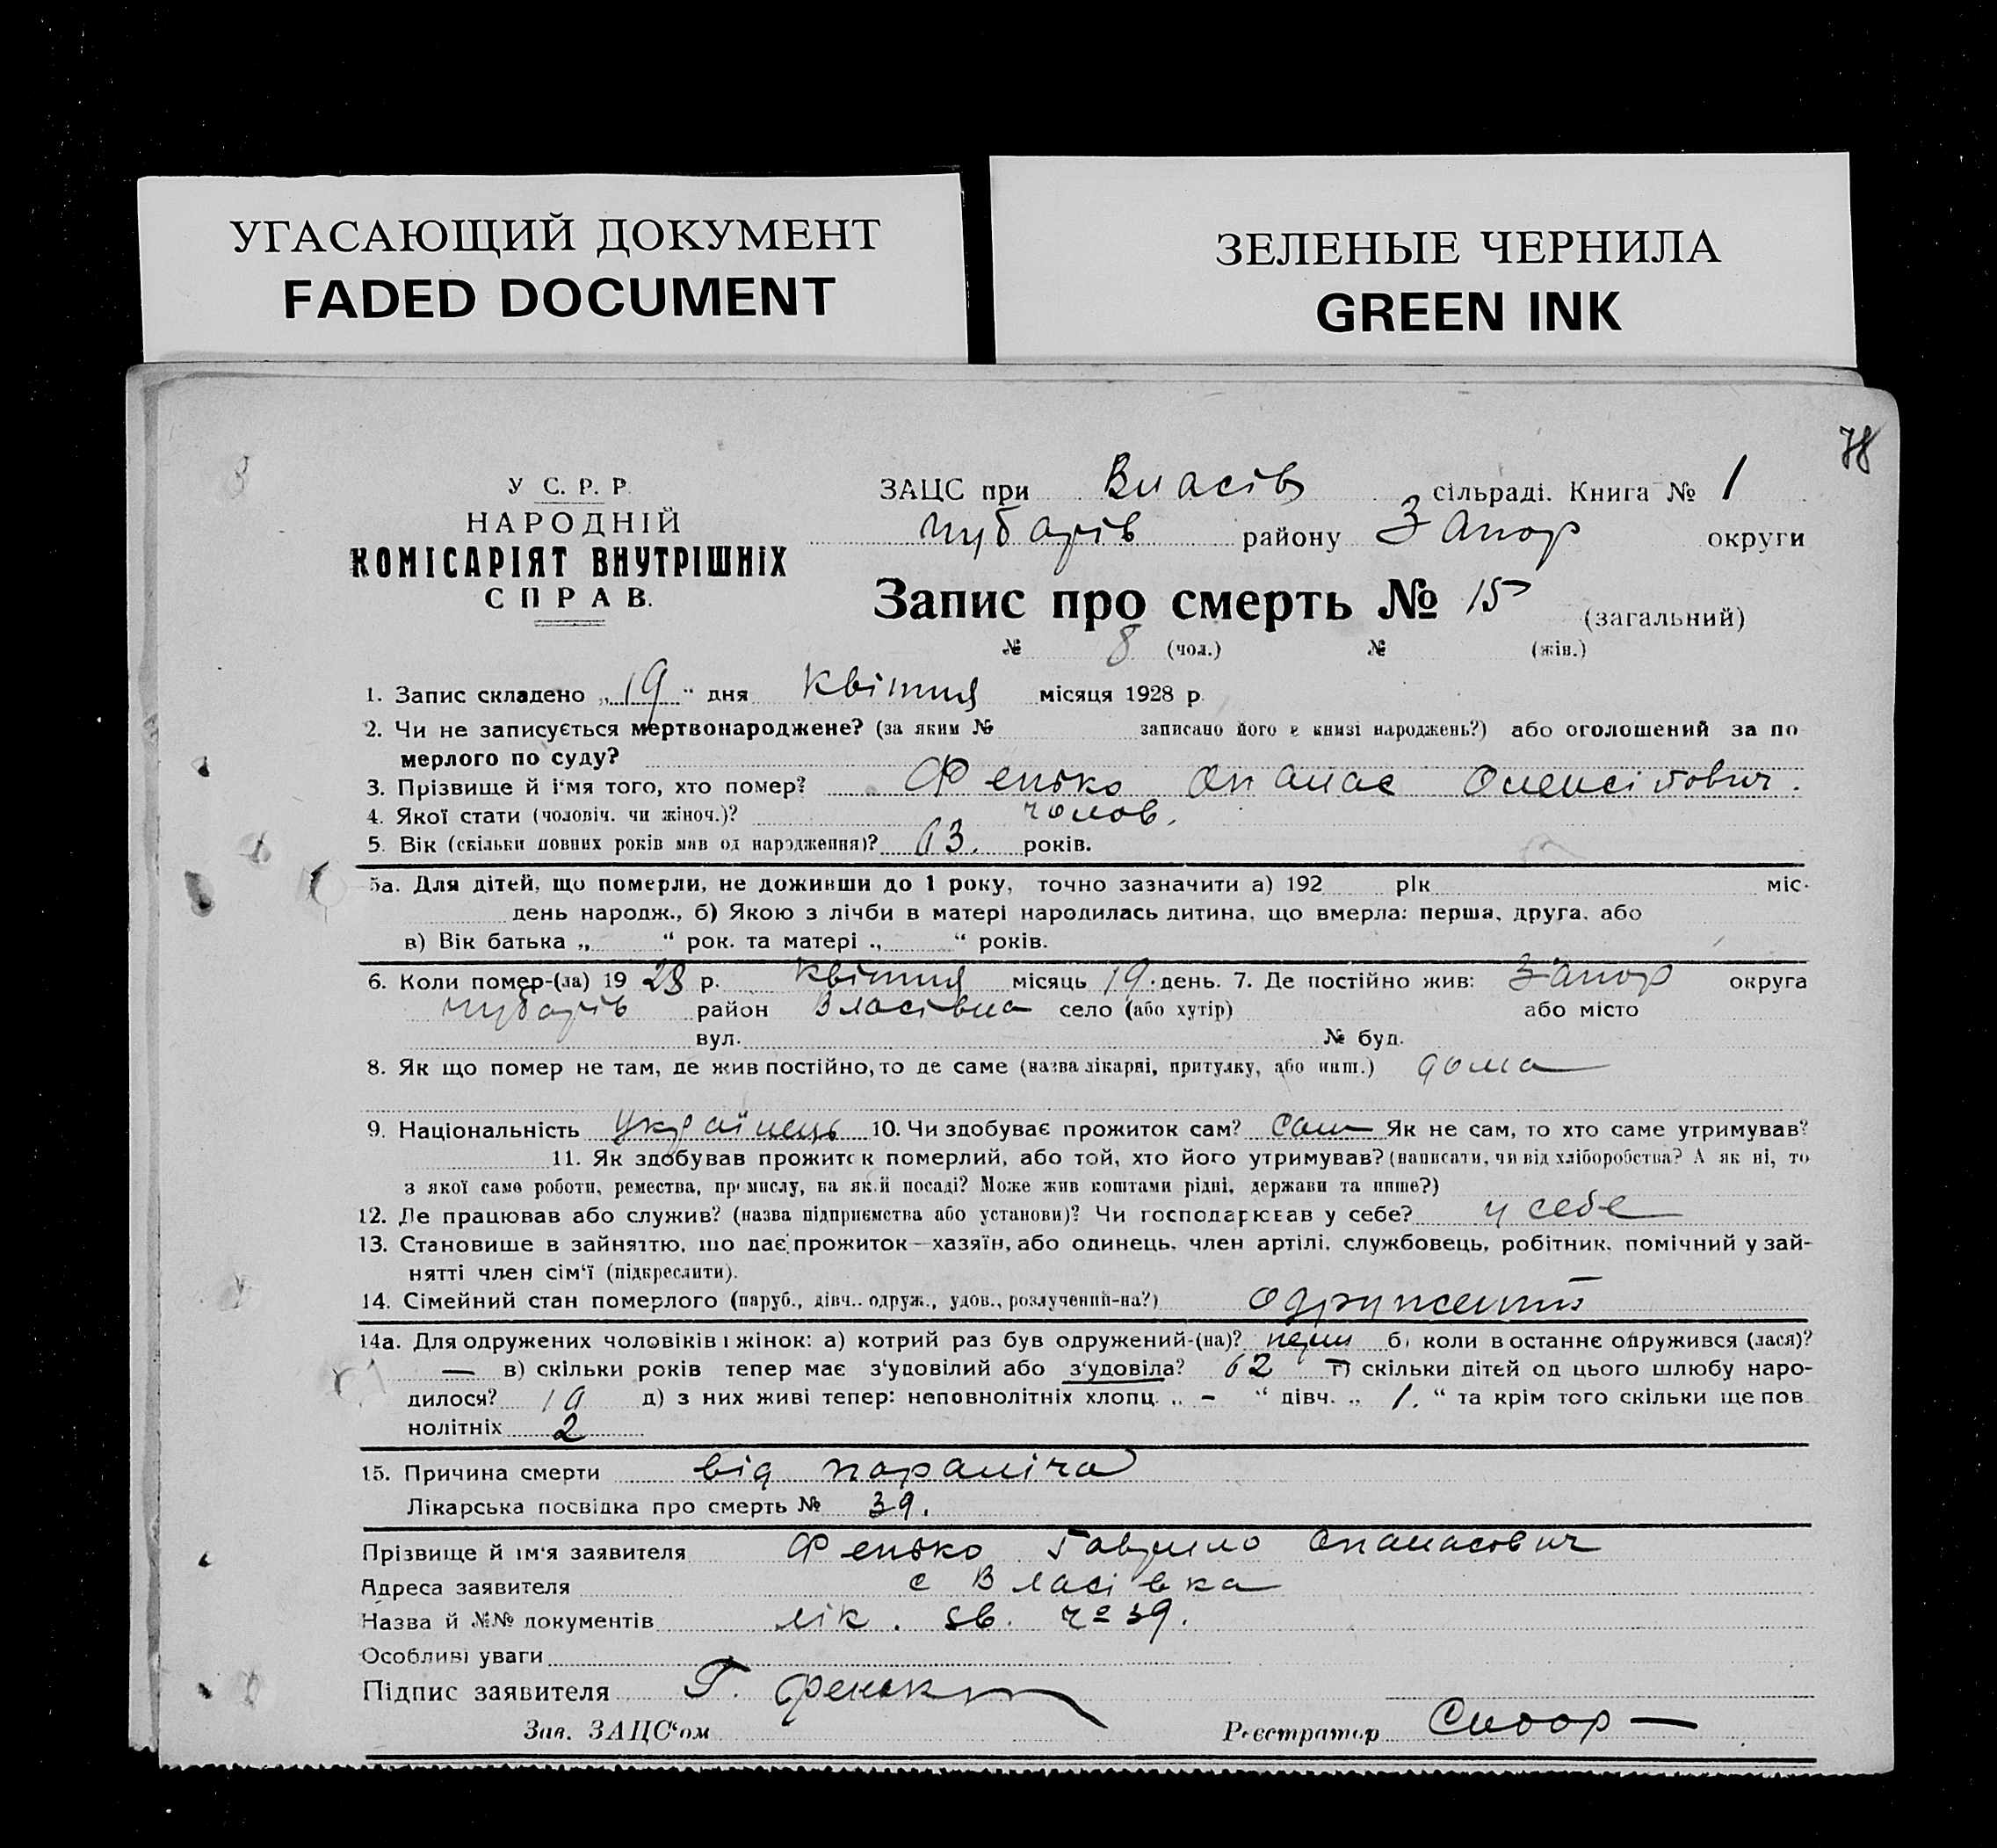 УГАСАЮЩИЙ ДОКУМЕНТ
FADED DOCUMENT
ЗЕЛЕНЫЕ ЧЕРНИЛА
GREEN INK
78
У С. Р. Р.
НАРОДНІЙ
КОМІСАРІЯТ ВНУТРІШНІХ
СПРАВ.
ЗАЦС при Власів сільраді. Книга № 1
Чубарів району Запор округи
Запис про смерть № 15 (загальний)
№ 8 (чол.) № (жін.)
1. Запис складено „19“ дня квітня місяця 1928 р.
2. Чи не записується мертвонароджене? (за яким № записано його в книзі народжень?) або оголошений за по
мерлого по суду?
3. Прізвище й ім'я того, хто помер? Фенько Опанас Олексійович.
4. Якої стати (чоловіч. чи жіноч.)? чолов.
5. Вік (скільки повних років мав од народження)? 63. років.
5а. Для дітей, що померли, не доживши до 1 року, точно зазначити а) 192 рік міс.
день народж., б) Якою з лічби в матері народилась дитина, що вмерла: перша, друга, або
в) Вік батька „ “ рок. та матері „ “ років.
6. Коли помер-(ла) 19 28 р. квітня місяць 19. день. 7. Де постійно жив: Запор округа
Чубарів район Власівка село (або хутір) або місто
вул. № буд.
8. Як що помер не там, де жив постійно, то де саме (назва лікарні, притулку, або инш.) дома
9. Національність Українець 10. Чи здобуває прожиток сам? Сам Як не сам, то хто саме утримував?
11. Як здобував прожиток померлий, або той, хто його утримував? (написати, чи від хліборобства? А як ні, то
з якої саме роботи, ремества, промислу, на якій посаді? Може жив коштами рідні, держави та инше?)
12. Де працював або служив? (назва підприємства або установи)? Чи господарював у себе? у себе
13. Становище в зайняттю, що дає прожиток—хазяїн, або одинець, член артілі, службовець, робітник, помічний у зай-
нятті член сім'ї (підкреслити).
14. Сімейний стан померлого (паруб., дівч., одруж., удов., розлучений-на?) Одружений
14а. Для одружених чоловіків і жінок: а) котрий раз був одружений-(на)? перш б) коли востаннє одружився (лася)?
— в) скільки років тепер має з'удовілий або з'удовіла? 62 г) скільки дітей од цього шлюбу наро-
дилося? 10 д) з них живі тепер: неповнолітніх хлопц. „ - “ дівч. „ 1. “ та крім того скільки ще пов
нолітніх 2
15. Причина смерти від параліча
Лікарська посвідка про смерть № 39.
Прізвище й ім'я заявителя Фенько Гаврило Опанасович
Адреса заявителя с Власівка
Назва й №№ документів лік. св. № 39.
Особливі уваги
Підпис заявителя Г. Фенько
Зав. ЗАЦС'ом Реєстратор